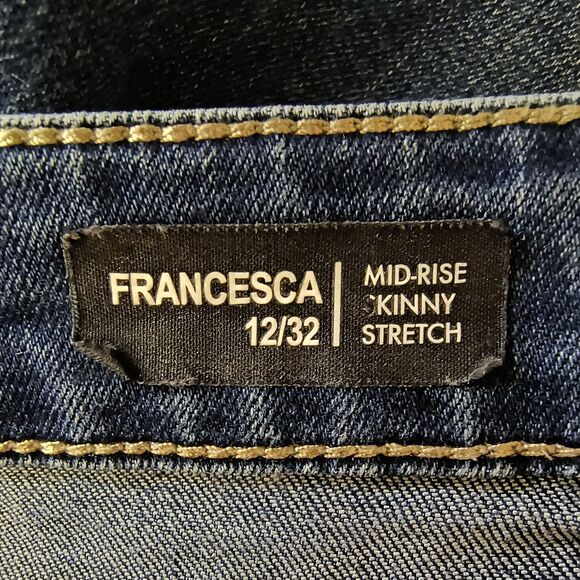 FRANCESCA
12/32
MID-RISE
SKINNY
STRETCH